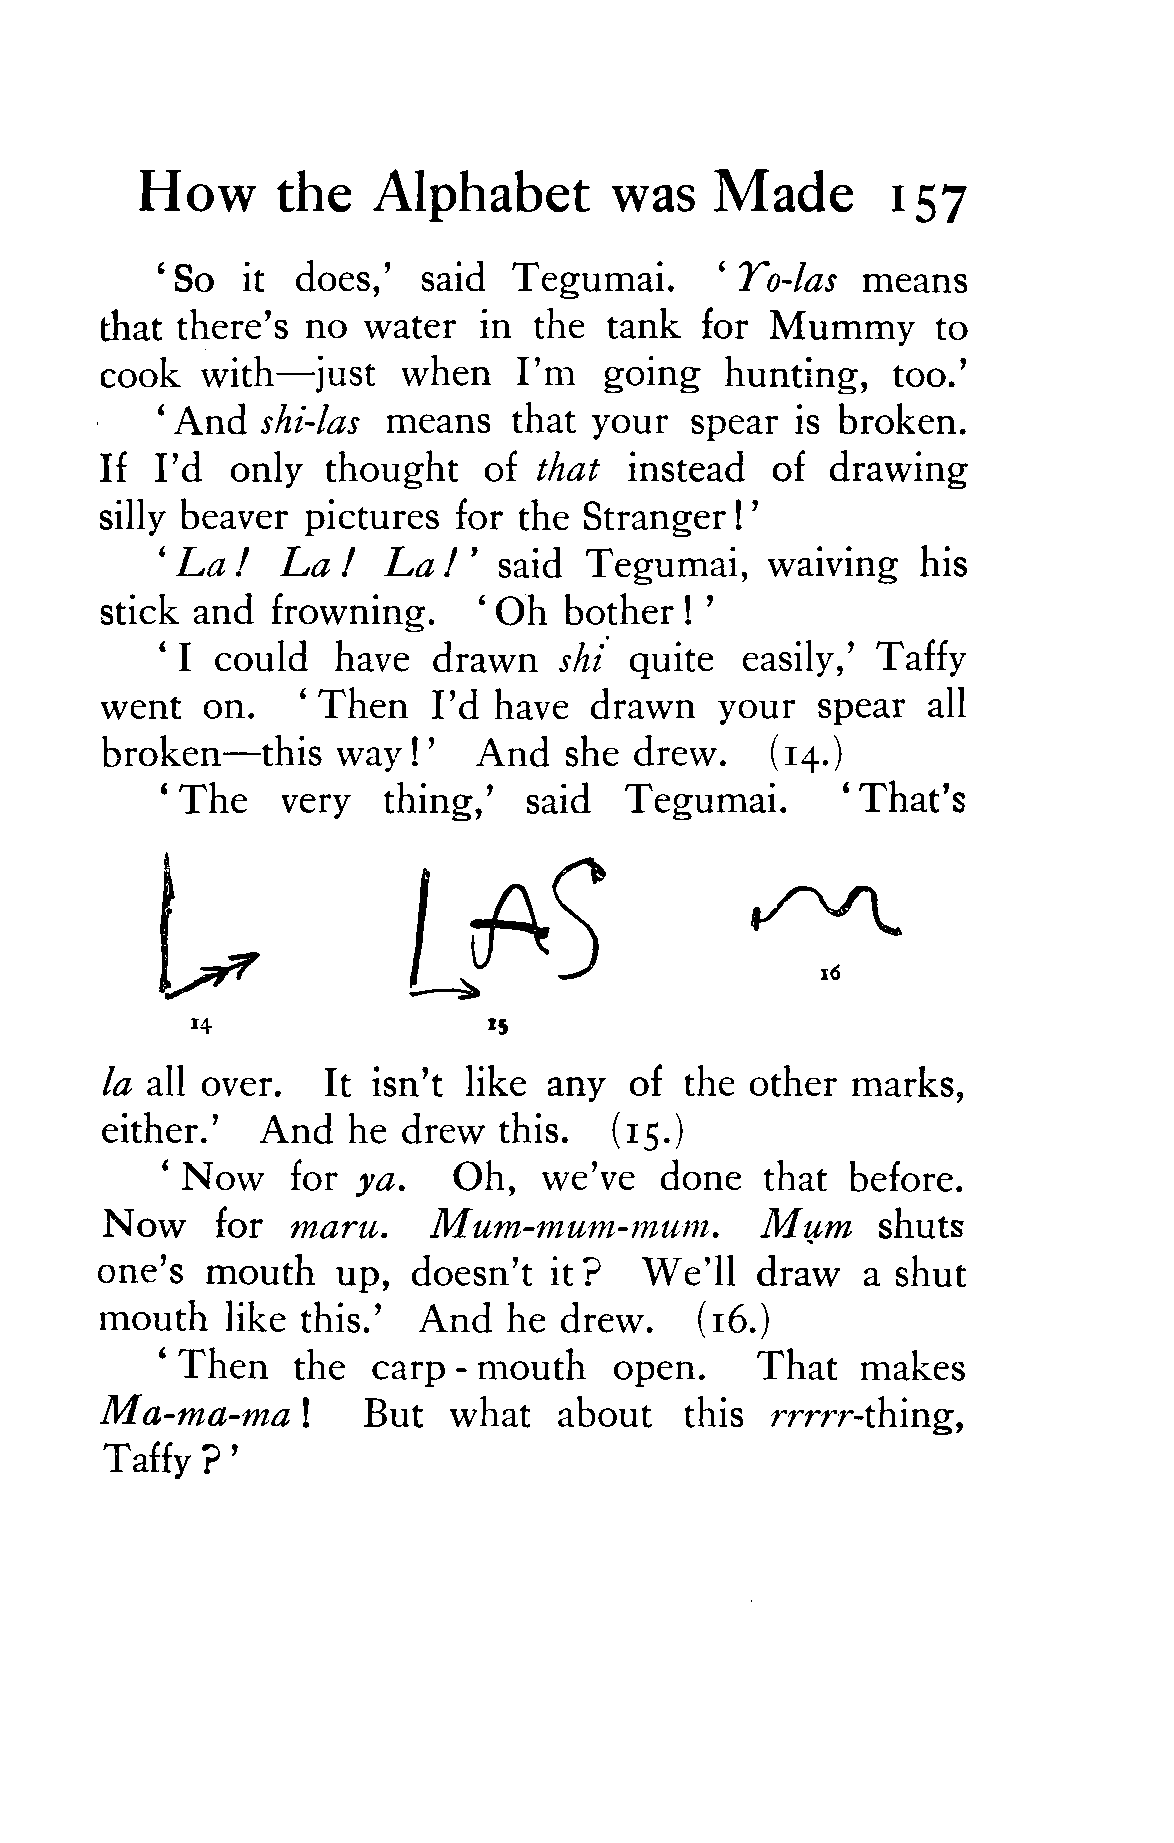 How the Alphabet was Made 157
‘So it does,’ said Tegumai. ‘Yo-las means
that there’s no water in the tank for Mummy to
cook with—just when I’m going hunting, too.’
‘And shi-las means that your spear is broken.
If I’d only thought of that instead of drawing
silly beaver pictures for the Stranger!’
‘La! La! La!’ said Tegumai, waiving his
stick and frowning. ‘Oh bother!’
‘I could have drawn shi quite easily,’ Taffy
went on. ‘Then I’d have drawn your spear all
broken—this way!’ And she drew. (14.)
‘The very thing,’ said Tegumai. ‘That’s
L LAS m
16
14 15
la all over. It isn’t like any of the other marks,
either.’ And he drew this. (15.)
‘Now for ya. Oh, we’ve done that before.
Now for maru. Mum-mum-mum. Mum shuts
one’s mouth up, doesn’t it? We’ll draw a shut
mouth like this.’ And he drew. (16.)
‘Then the carp-mouth open. That makes
Ma-ma-ma! But what about this rrrrr-thing,
Taffy?’